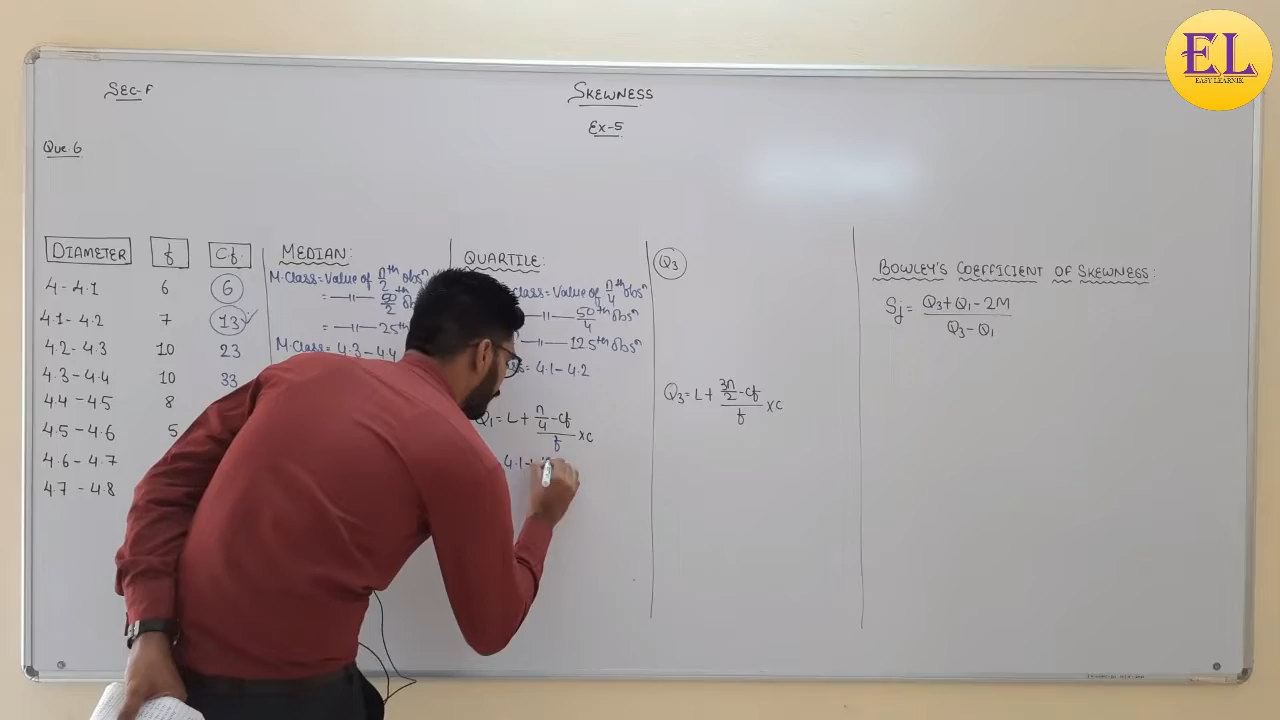 EL
EASY LEARNIK
SEC-F
SKEWNESS
Ex-5
Que.6
DIAMETER f Cf.
4 - 4.1 6 6
4.1 - 4.2 7 13
4.2 - 4.3 10 23
4.3 - 4.4 10 33
4.4 - 4.5 8
4.5 - 4.6 5
4.6 - 4.7
4.7 - 4.8
MEDIAN:
M.Class = Value of n/2 th obsn
= —〃— 50/2 th
= —〃— 25th
M.Class = 4.3 - 4.4
QUARTILE:
Class = Value of n/4 th obsn
—〃— 50/4 th obsn
—〃— 12.5th obsn
= 4.1 - 4.2
Q1 = L + (n/4 - cf)/f × C
4.1 +
Q3
Q3 = L + (3n/2 - cf)/f × C
BOWLEY'S COEFFICIENT OF SKEWNESS:
Sj = (Q3 + Q1 - 2M)/(Q3 - Q1)